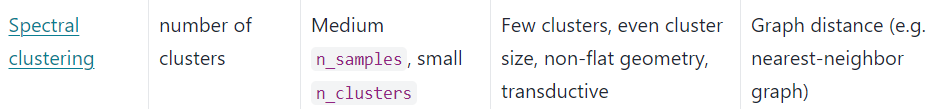 Spectral
clustering
number of
clusters
Medium
n_samples, small
n_clusters
Few clusters, even cluster
size, non-flat geometry,
transductive
Graph distance (e.g.
nearest-neighbor
graph)